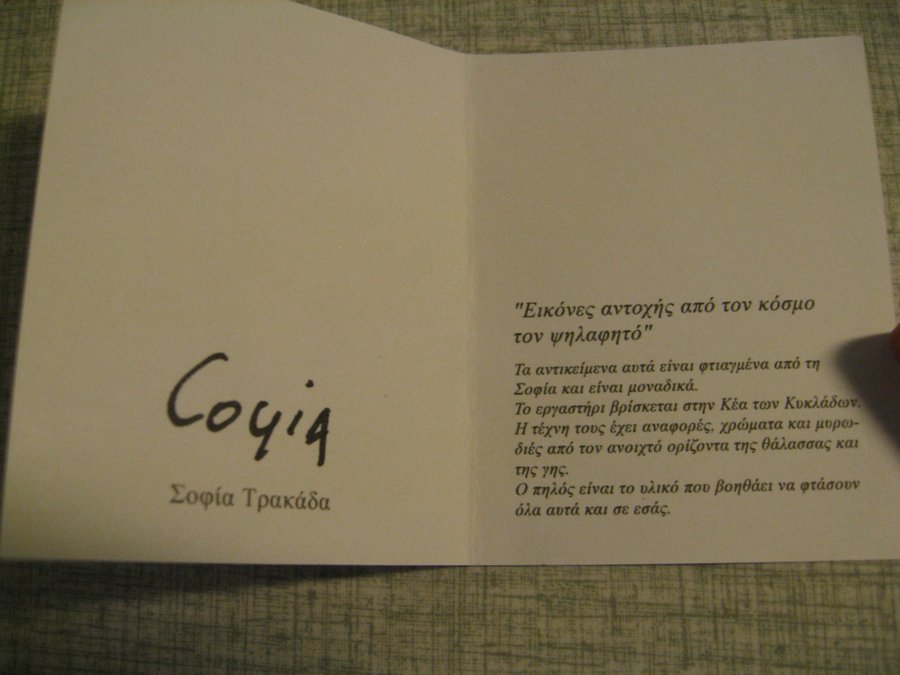 Σοφία
Σοφία Τρακάδα
"Εικόνες αντοχής από τον κόσμο
τον ψηλαφητό"
Τα αντικείμενα αυτά είναι φτιαγμένα από τη
Σοφία και είναι μοναδικά.
Το εργαστήρι βρίσκεται στην Κέα των Κυκλάδων.
Η τέχνη τους έχει αναφορές, χρώματα και μυρω-
διές από τον ανοιχτό ορίζοντα της θάλασσας και
της γης.
Ο πηλός είναι το υλικό που βοηθάει να φτάσουν
όλα αυτά και σε εσάς.